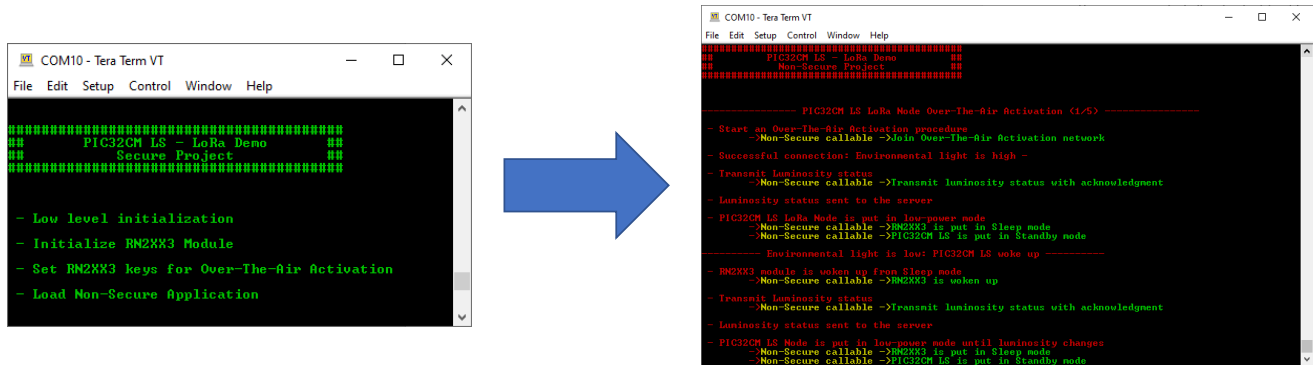 COM10 - Tera Term VT
File Edit Setup Control Window Help
###########################################
## PIC32CM LS - LoRa Demo ##
## Secure Project ##
###########################################
- Low level initialization
- Initialize RN2XX3 Module
- Set RN2XX3 keys for Over-The-Air Activation
- Load Non-Secure Application
COM10 - Tera Term VT
File Edit Setup Control Window Help
###########################################
## PIC32CM LS - LoRa Demo ##
## Non-Secure Project ##
###########################################
---------------- PIC32CM LS LoRa Node Over-The-Air Activation (1/5) ----------------
- Start an Over-The-Air Activation procedure
->Non-Secure callable ->Join Over-The-Air Activation network
- Successful connection: Environmental light is high -
- Transmit Luminosity status
->Non-Secure callable ->Transmit luminosity status with acknowledgment
- Luminosity status sent to the server
- PIC32CM LS LoRa Node is put in low-power mode
->Non-Secure callable ->RN2XX3 is put in Sleep mode
->Non-Secure callable ->PIC32CM LS is put in Standby mode
----------- Environmental light is low: PIC32CM LS woke up -----------
- RN2XX3 module is woken up from Sleep mode
->Non-Secure callable ->RN2XX3 is woken up
- Transmit Luminosity status
->Non-Secure callable ->Transmit luminosity status with acknowledgment
- Luminosity status sent to the server
- PIC32CM LS Node is put in low-power mode until luminosity changes
->Non-Secure callable ->RN2XX3 is put in Sleep mode
->Non-Secure callable ->PIC32CM LS is put in Standby mode